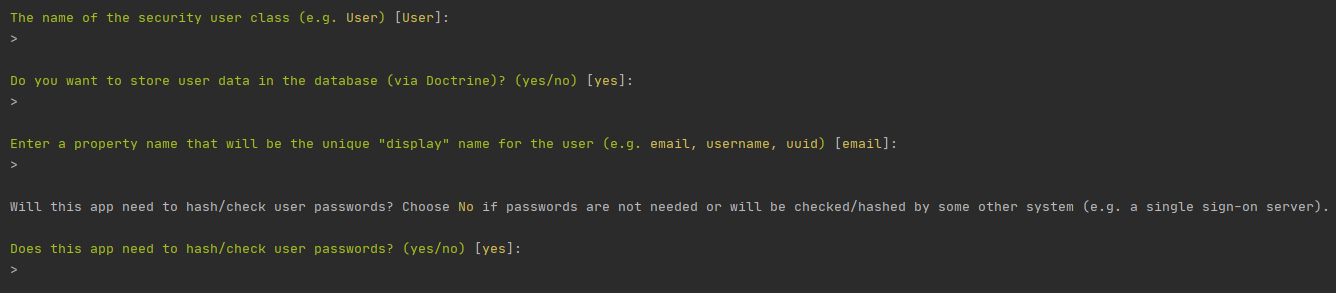 The name of the security user class (e.g. User) [User]:
>
Do you want to store user data in the database (via Doctrine)? (yes/no) [yes]:
>
Enter a property name that will be the unique "display" name for the user (e.g. email, username, uuid) [email]:
>
Will this app need to hash/check user passwords? Choose No if passwords are not needed or will be checked/hashed by some other system (e.g. a single sign-on server).
Does this app need to hash/check user passwords? (yes/no) [yes]:
>